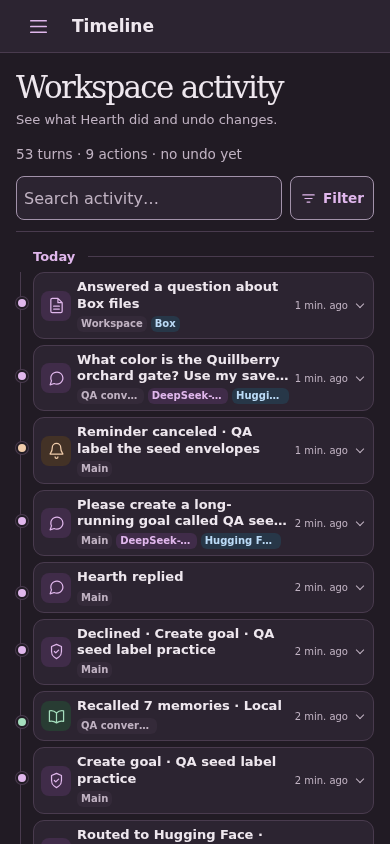 Timeline
Workspace activity
See what Hearth did and undo changes.
53 turns · 9 actions · no undo yet
Search activity…
Filter
Today
Answered a question about
Box files
1 min. ago
Workspace Box
What color is the Quillberry
orchard gate? Use my save…
1 min. ago
QA conv… DeepSeek-… Huggi…
Reminder canceled · QA
label the seed envelopes
1 min. ago
Main
Please create a long-
running goal called QA see…
2 min. ago
Main DeepSeek-… Hugging F…
Hearth replied
2 min. ago
Main
Declined · Create goal · QA
seed label practice
2 min. ago
Main
Recalled 7 memories · Local
2 min. ago
QA conver…
Create goal · QA seed label
practice
2 min. ago
Main
Routed to Hugging Face ·